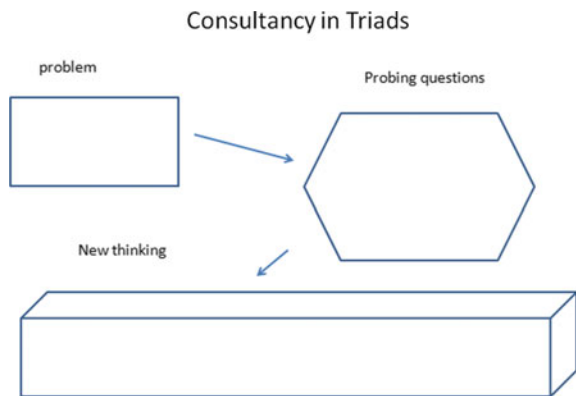 Consultancy in Triads
problem
Probing questions
New thinking